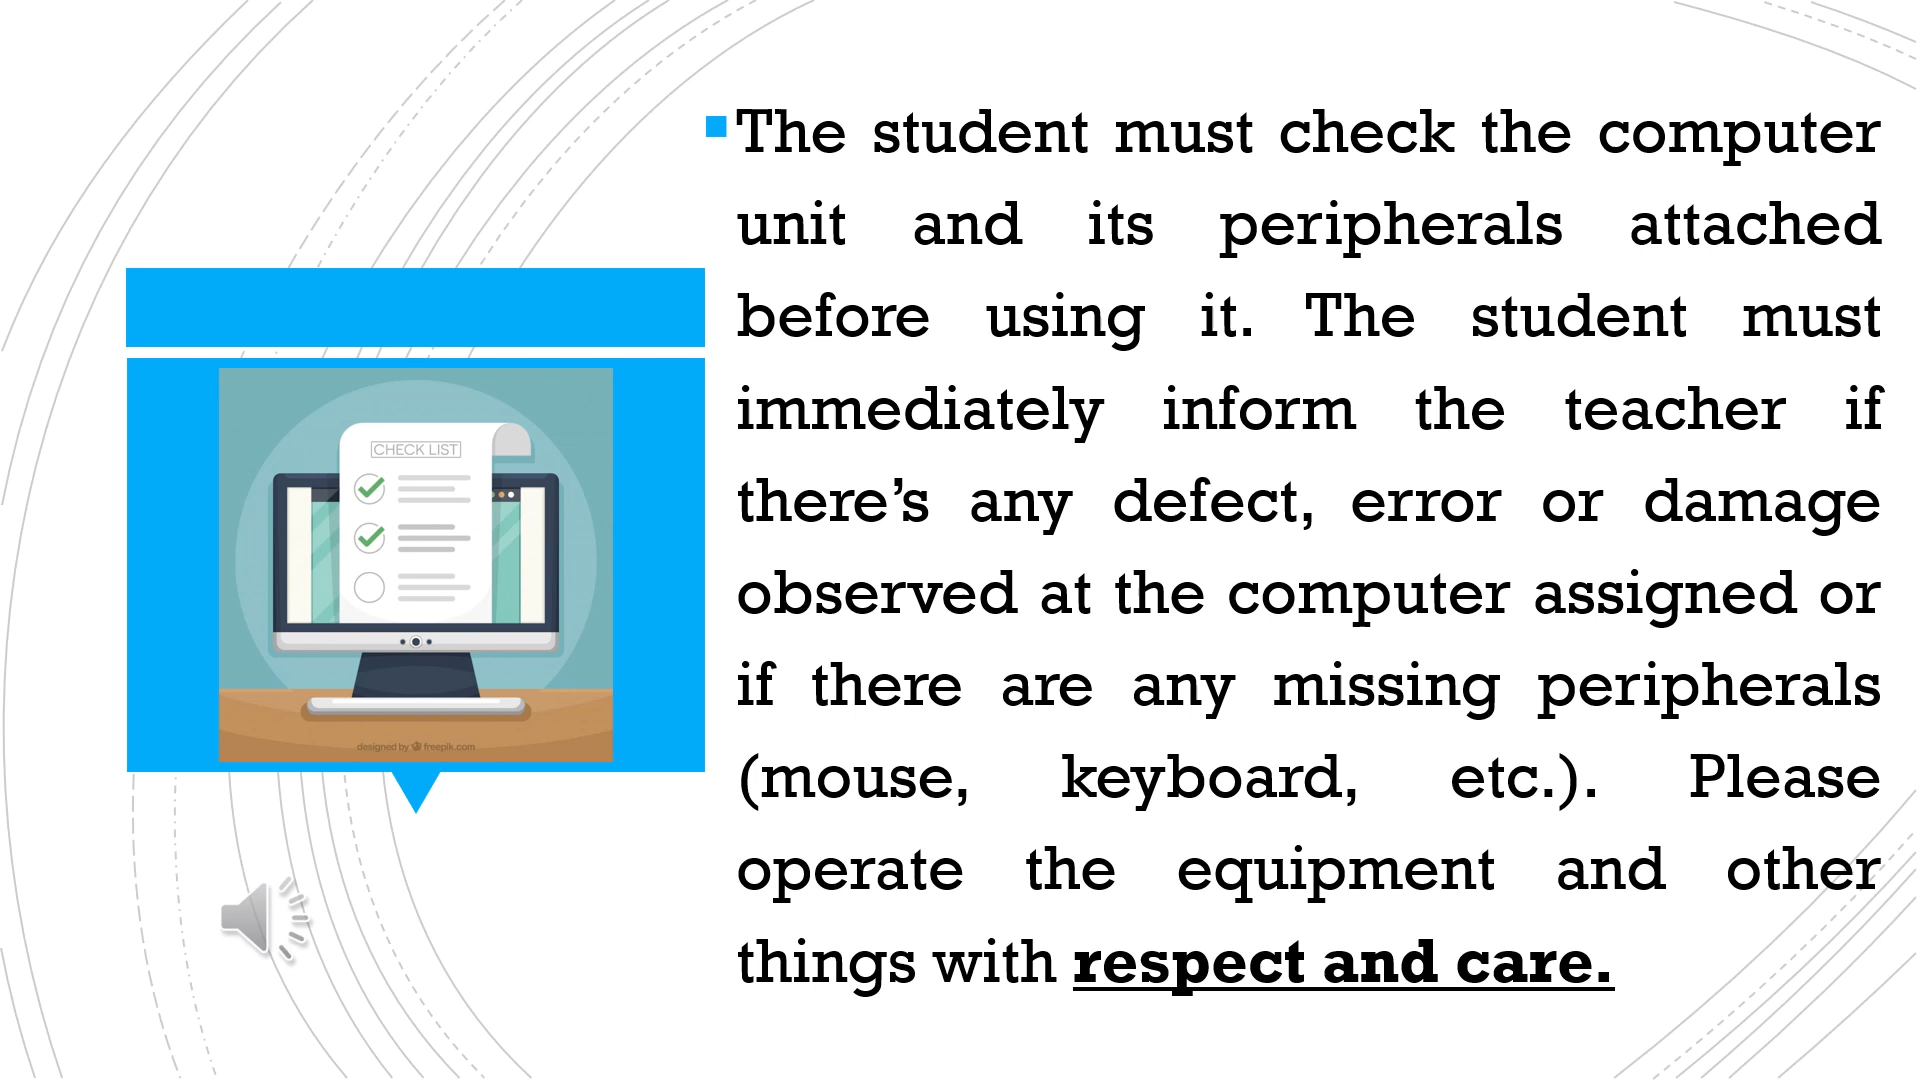 The student must check the computer
unit and its peripherals attached
before using it. The student must
immediately inform the teacher if
there’s any defect, error or damage
observed at the computer assigned or
if there are any missing peripherals
(mouse, keyboard, etc.). Please
operate the equipment and other
things with respect and care.
CHECK LIST
designed by freepik.com